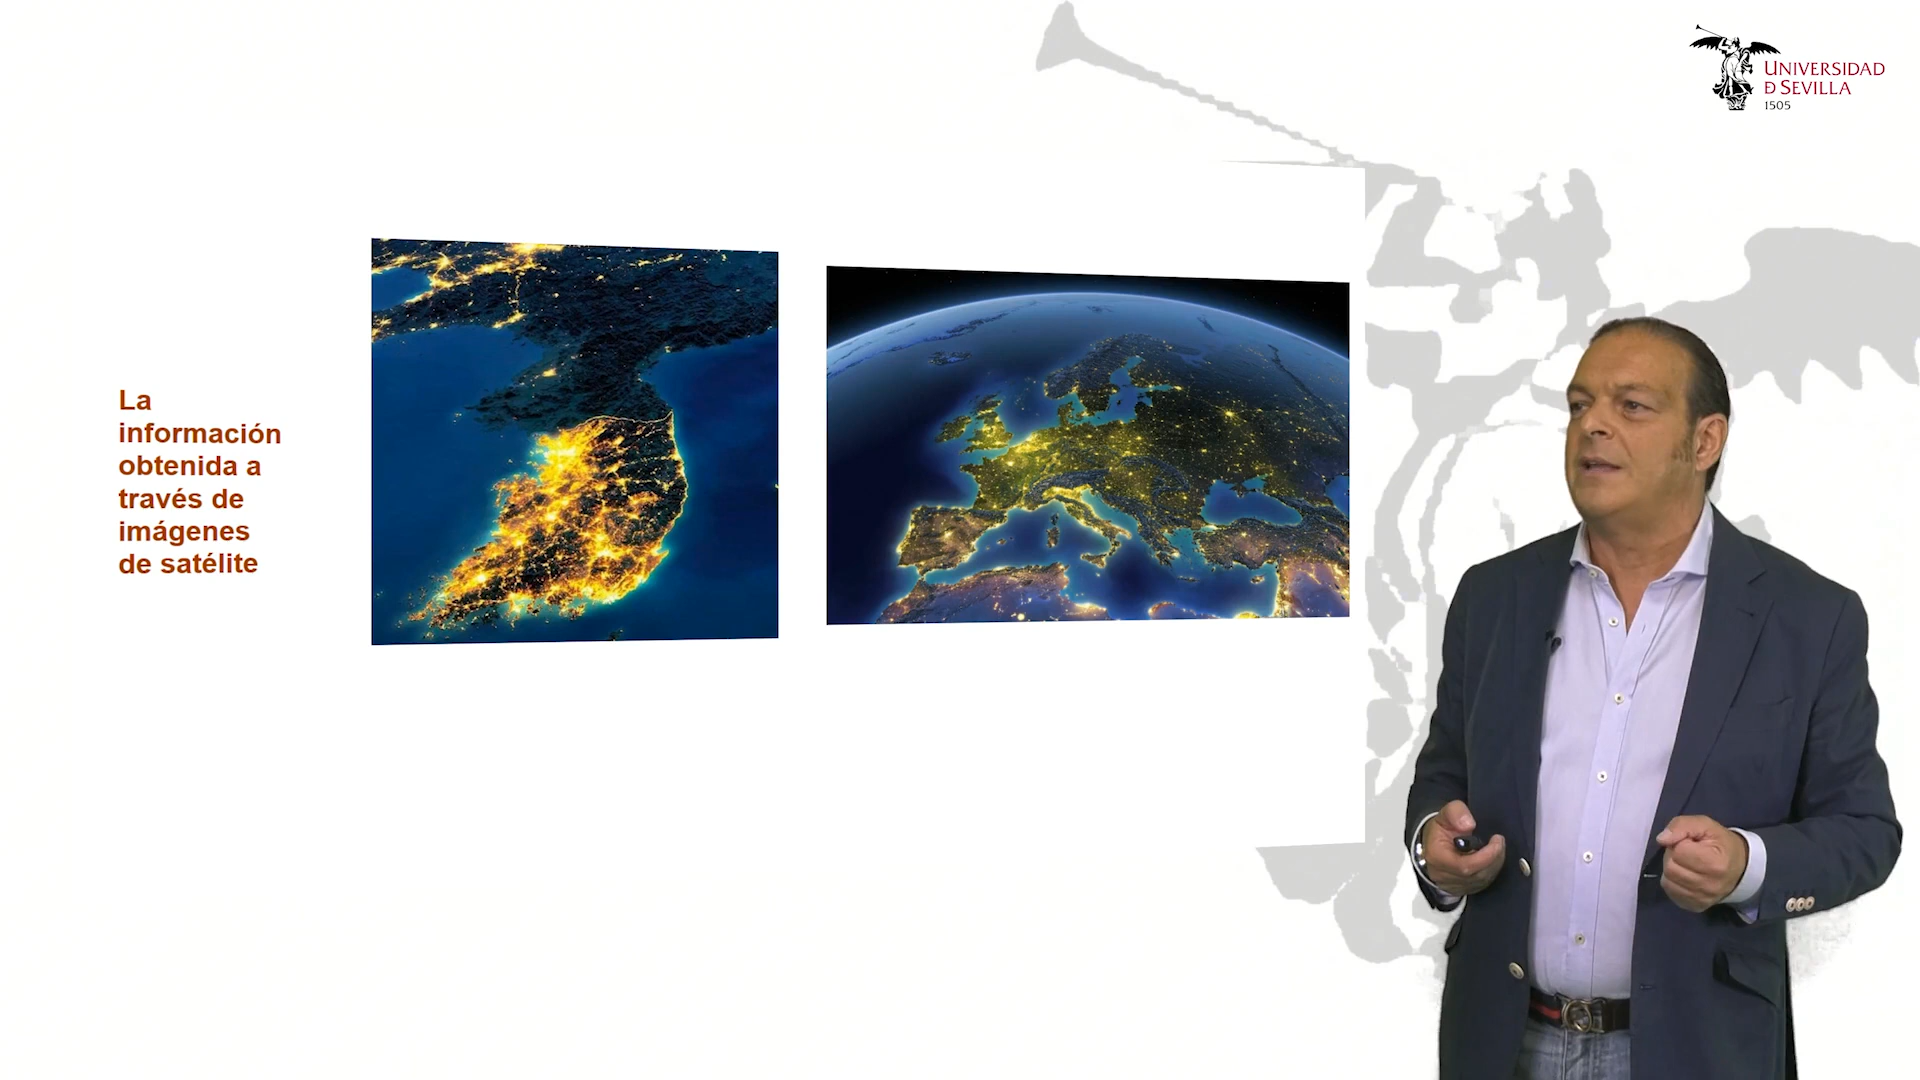 UNIVERSIDAD
Ð SEVILLA
1505
La
información
obtenida a
través de
imágenes
de satélite